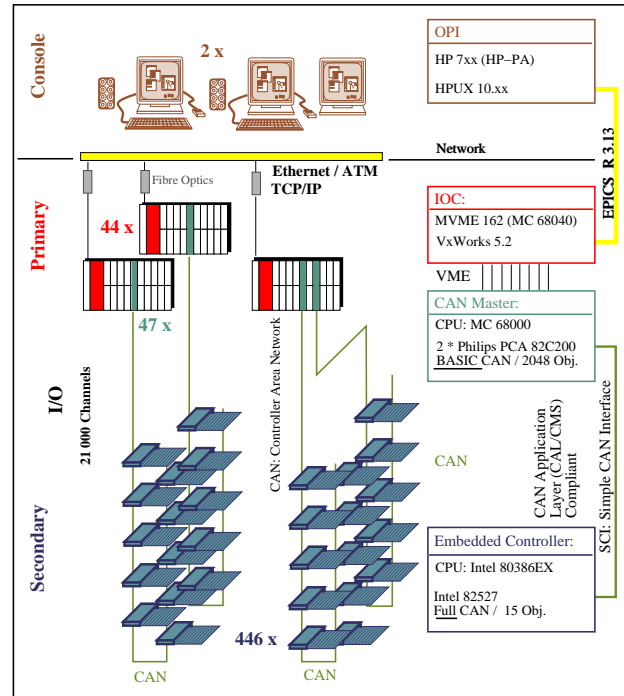 Console
2 x
OPI
HP 7xx (HP−PA)
HPUX 10.xx
Network
EPICS R 3.13
Ethernet / ATM
TCP/IP
Fibre Optics
Primary
44 x
47 x
IOC:
MVME 162 (MC 68040)
VxWorks 5.2
VME
CAN Master:
CPU: MC 68000
2 * Philips PCA 82C200
BASIC CAN / 2048 Obj.
I/O
21 000 Channels
CAN: Controller Area Network
CAN
CAN Application
Layer (CAL/CMS)
Compliant
SCI: Simple CAN Interface
Secondary
Embedded Controller:
CPU: Intel 80386EX
Intel 82527
Full CAN / 15 Obj.
446 x
CAN
CAN